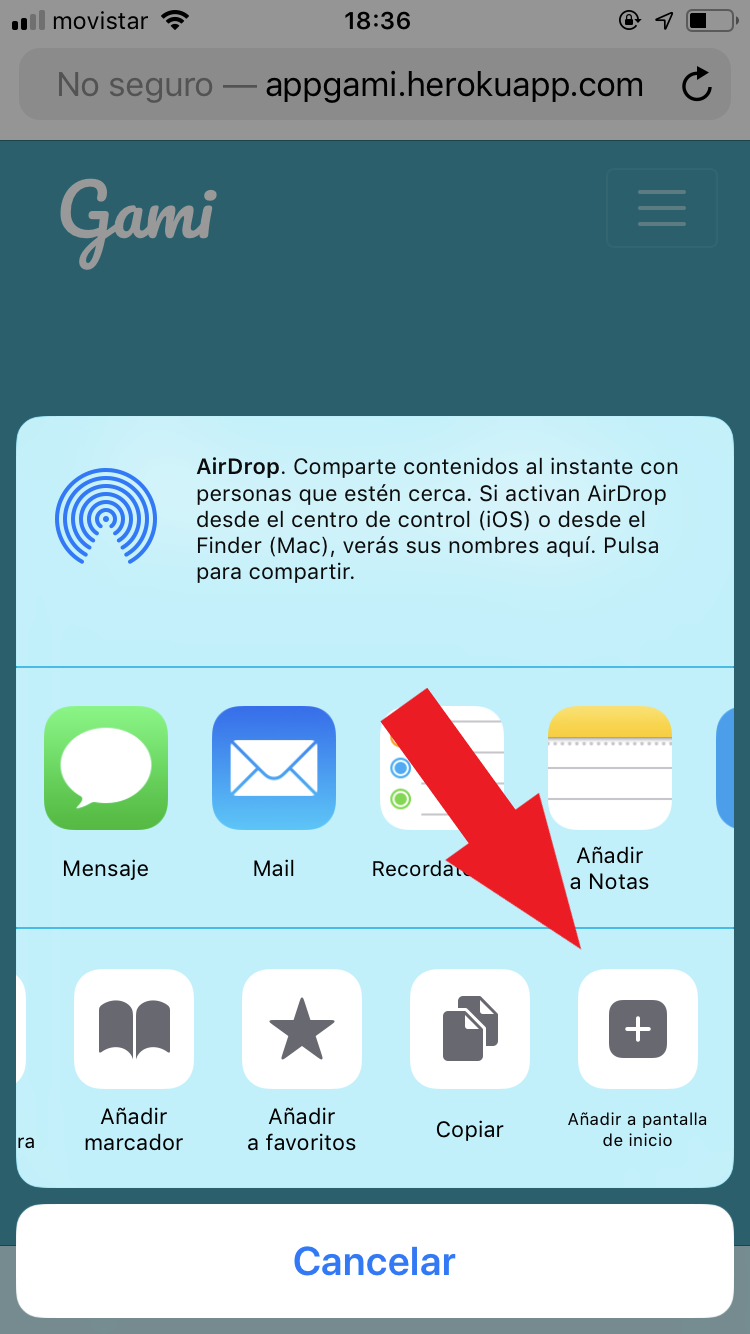 movistar
18:36
No seguro — appgami.herokuapp.com
Gami
AirDrop. Comparte contenidos al instante con
personas que estén cerca. Si activan AirDrop
desde el centro de control (iOS) o desde el
Finder (Mac), verás sus nombres aquí. Pulsa
para compartir.
Mensaje
Mail
Añadir
a Notas
ra
Añadir
marcador
Añadir
a favoritos
Copiar
Añadir a pantalla
de inicio
Cancelar